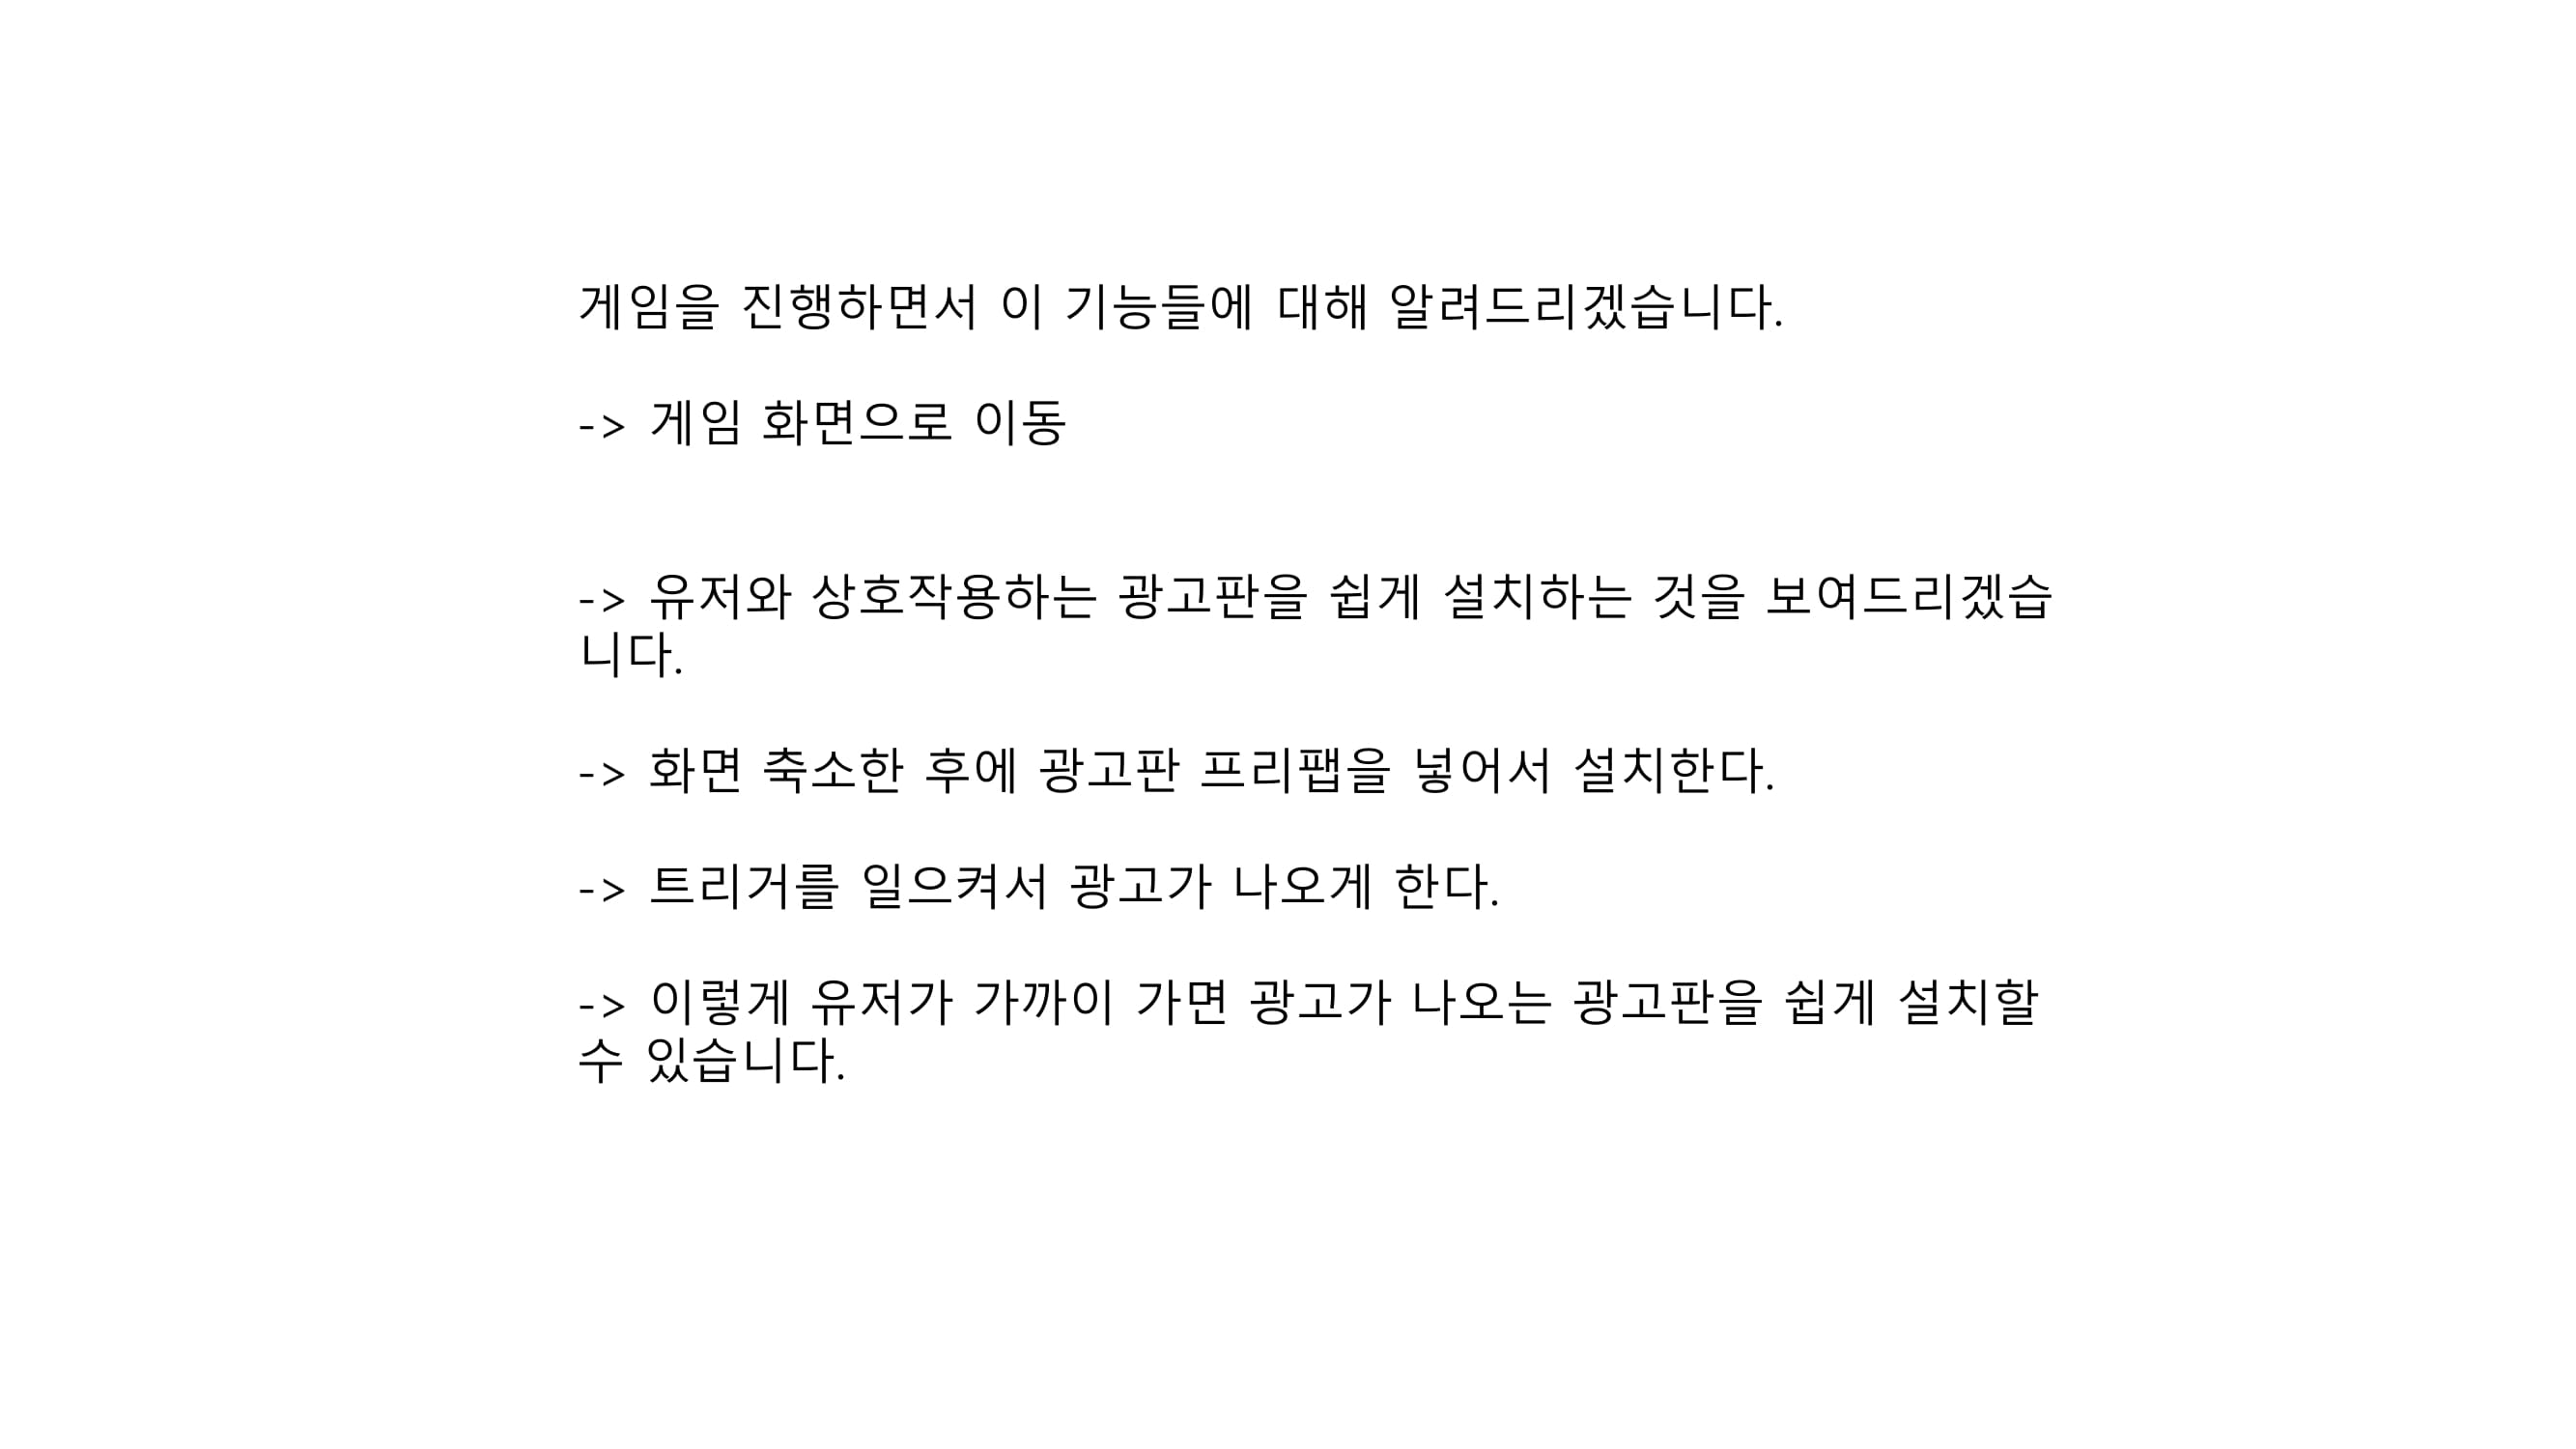 게임을 진행하면서 이 기능들에 대해 알려드리겠습니다.
-> 게임 화면으로 이동
-> 유저와 상호작용하는 광고판을 쉽게 설치하는 것을 보여드리겠습
니다.
-> 화면 축소한 후에 광고판 프리팹을 넣어서 설치한다.
-> 트리거를 일으켜서 광고가 나오게 한다.
-> 이렇게 유저가 가까이 가면 광고가 나오는 광고판을 쉽게 설치할
수 있습니다.